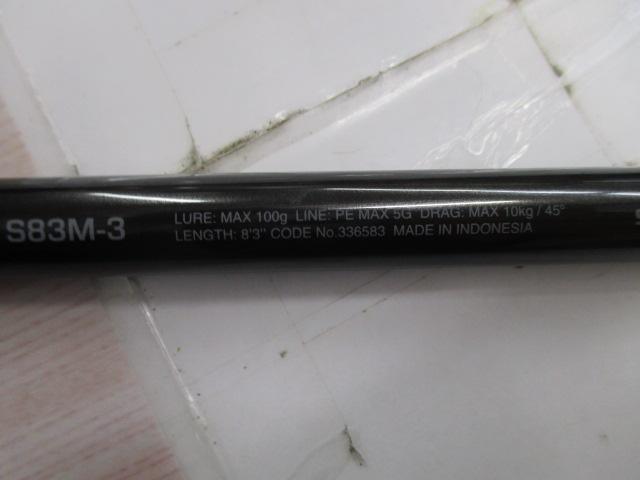 S83M-3
LURE: MAX 100g LINE: PE MAX 5G DRAG: MAX 10kg / 45°
LENGTH: 8'3" CODE No.336583 MADE IN INDONESIA